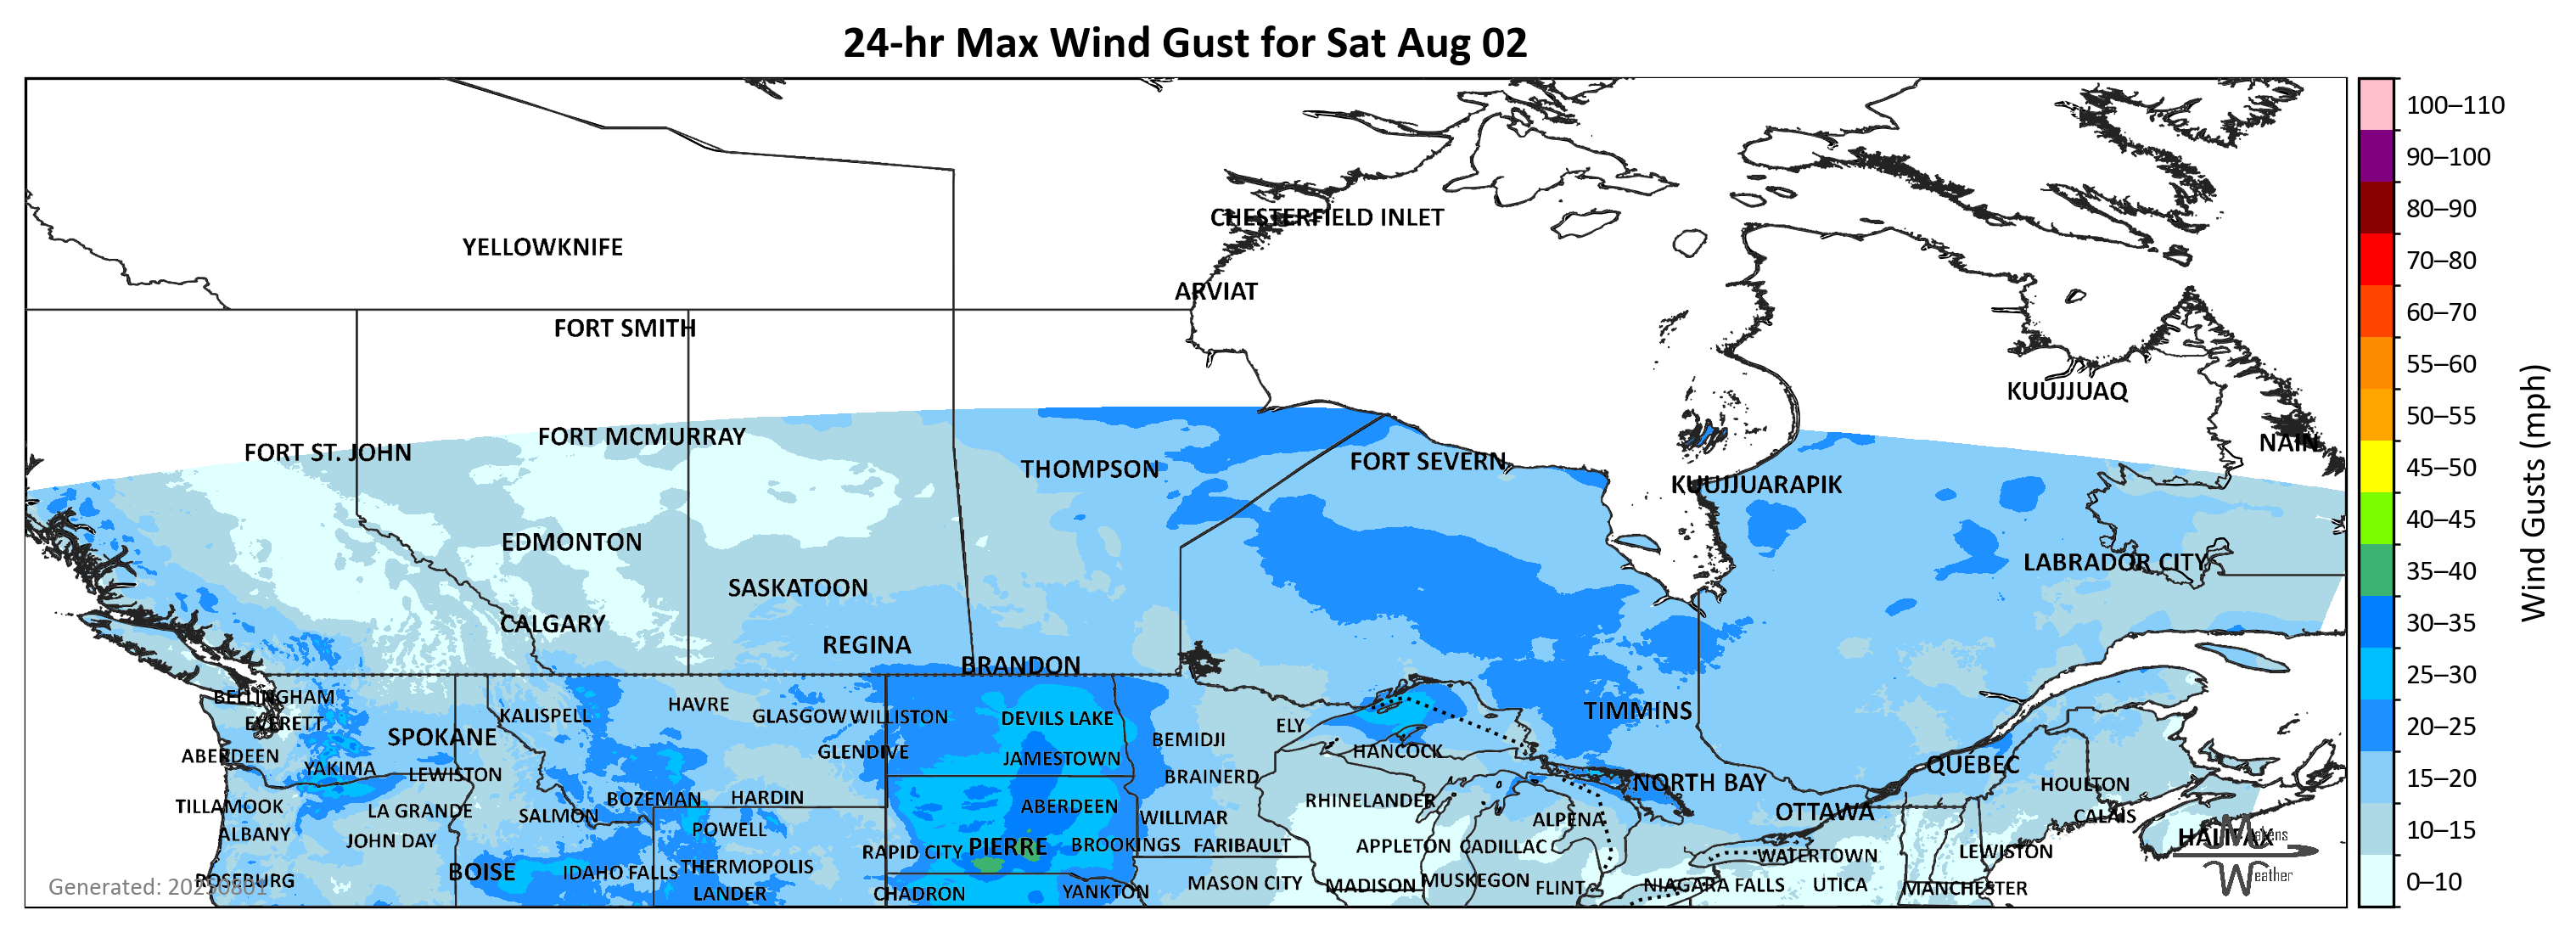 24-hr Max Wind Gust for Sat Aug 02
100–110
90–100
CHESTERFIELD INLET
80–90
YELLOWKNIFE
70–80
ARVIAT
60–70
FORT SMITH
55–60
KUUJJUAQ
50–55
FORT MCMURRAY
NAIN
FORT ST. JOHN
FORT SEVERN
45–50
THOMPSON
KUUJJUARAPIK
Wind Gusts (mph)
40–45
EDMONTON
LABRADOR CITY
35–40
SASKATOON
CALGARY
30–35
REGINA
BRANDON
25–30
BELLINGHAM
HAVRE
KALISPELL
GLASGOW WILLISTON
DEVILS LAKE
TIMMINS
EVERETT
ELY
20–25
SPOKANE
BEMIDJI
GLENDIVE
HANCOCK
ABERDEEN
JAMESTOWN
QUEBEC
YAKIMA
LEWISTON
BRAINERD
15–20
NORTH BAY
HOULTON
BOZEMAN
HARDIN
RHINELANDER
TILLAMOOK
LA GRANDE
ABERDEEN
OTTAWA
SALMON
WILLMAR
ALPENA
CALAIS
10–15
ALBANY
POWELL
HALIFAX
Makens
JOHN DAY
RAPID CITY
PIERRE
BROOKINGS
FARIBAULT
APPLETON
CADILLAC
WATERTOWN
LEWISTON
BOISE
IDAHO FALLS
THERMOPOLIS
Weather
ROSEBURG
MASON CITY
MADISON
MUSKEGON
FLINT
NIAGARA FALLS
UTICA
MANCHESTER
0–10
Generated: 20250801
LANDER
CHADRON
YANKTON